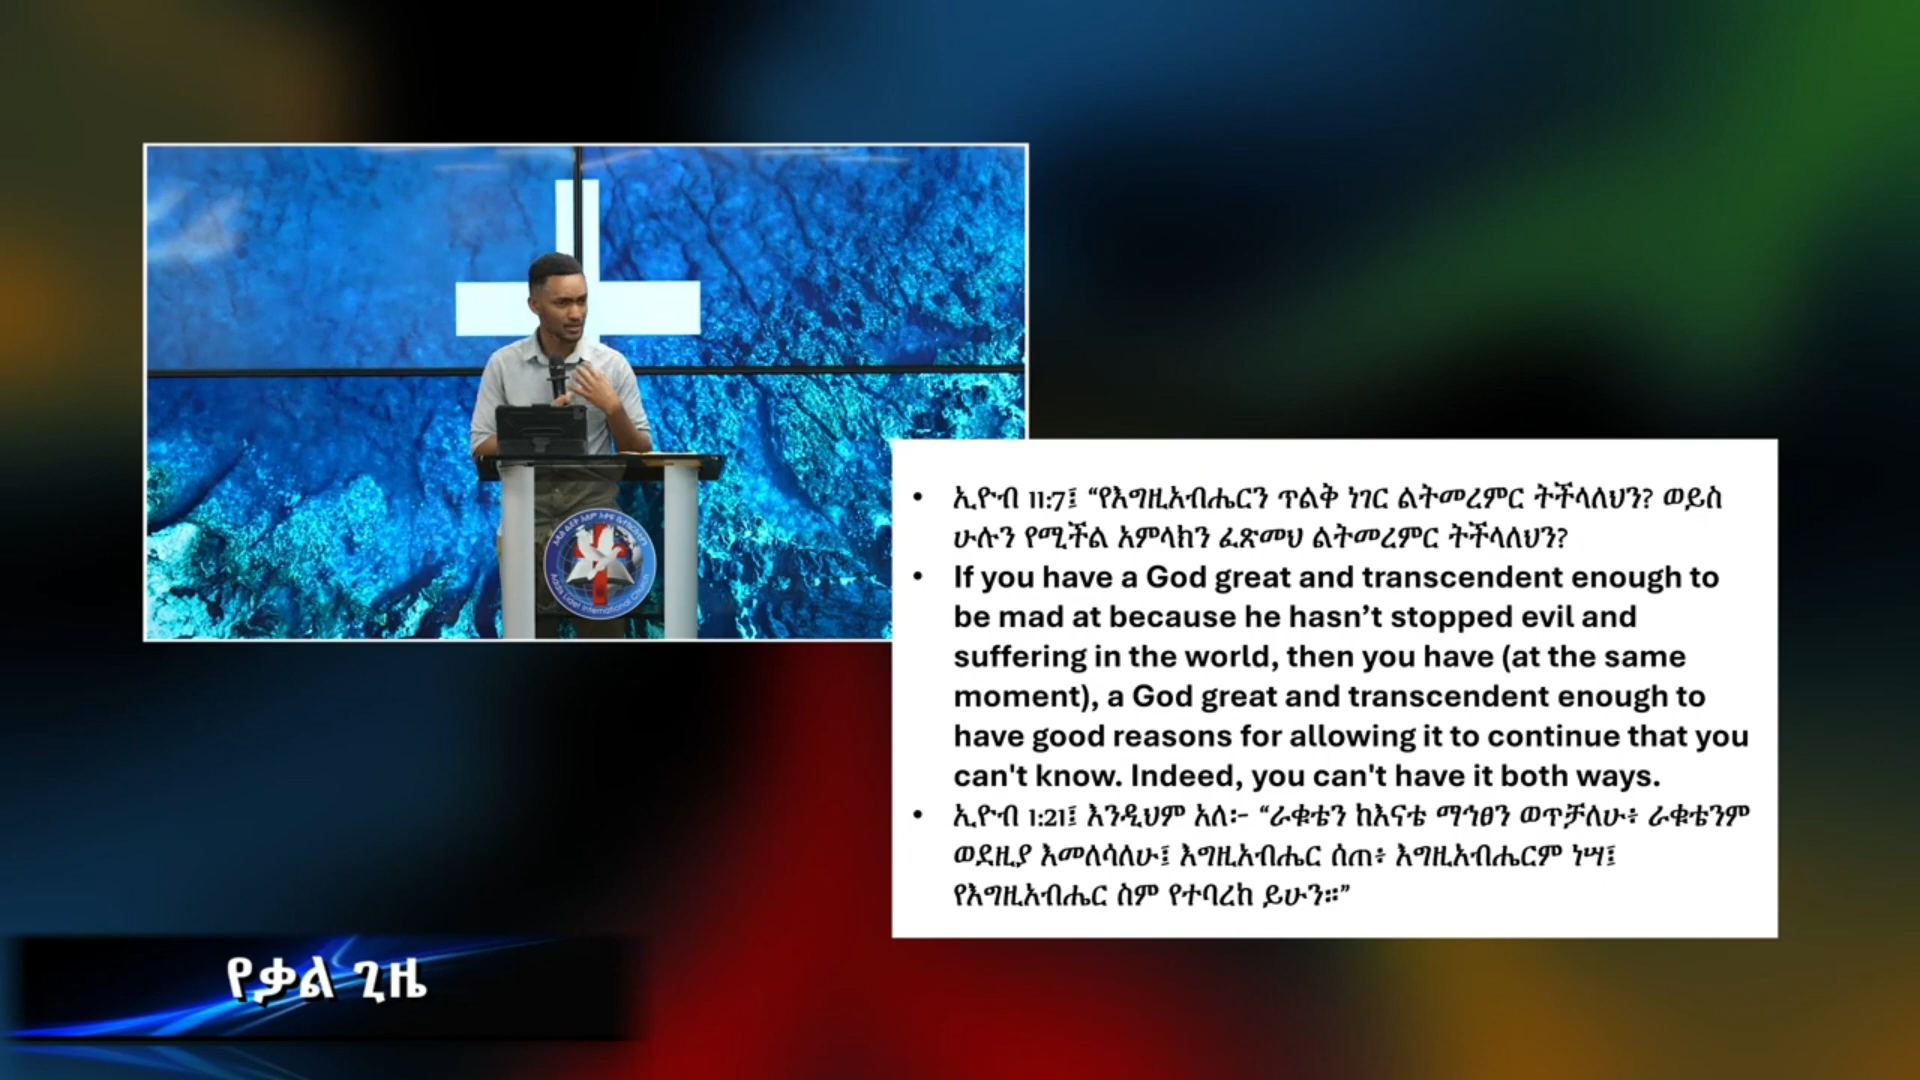 • ኢዮብ 11:7፤ “የእግዚአብሔርን ጥልቅ ነገር ልትመረምር ትችላለህን? ወይስ
ሁሉን የሚችል አምላክን ፈጽመህ ልትመረምር ትችላለህን?
• If you have a God great and transcendent enough to
be mad at because he hasn’t stopped evil and
suffering in the world, then you have (at the same
moment), a God great and transcendent enough to
have good reasons for allowing it to continue that you
can't know. Indeed, you can't have it both ways.
• ኢዮብ 1:21፤ እንዲህም አለ፦ “ራቁቴን ከእናቴ ማኅፀን ወጥቻለሁ፥ ራቁቴንም
ወደዚያ እመለሳለሁ፤ እግዚአብሔር ሰጠ፥ እግዚአብሔርም ነሣ፤
የእግዚአብሔር ስም የተባረከ ይሁን።”
Addis Lidet International Church
የቃል ጊዜ